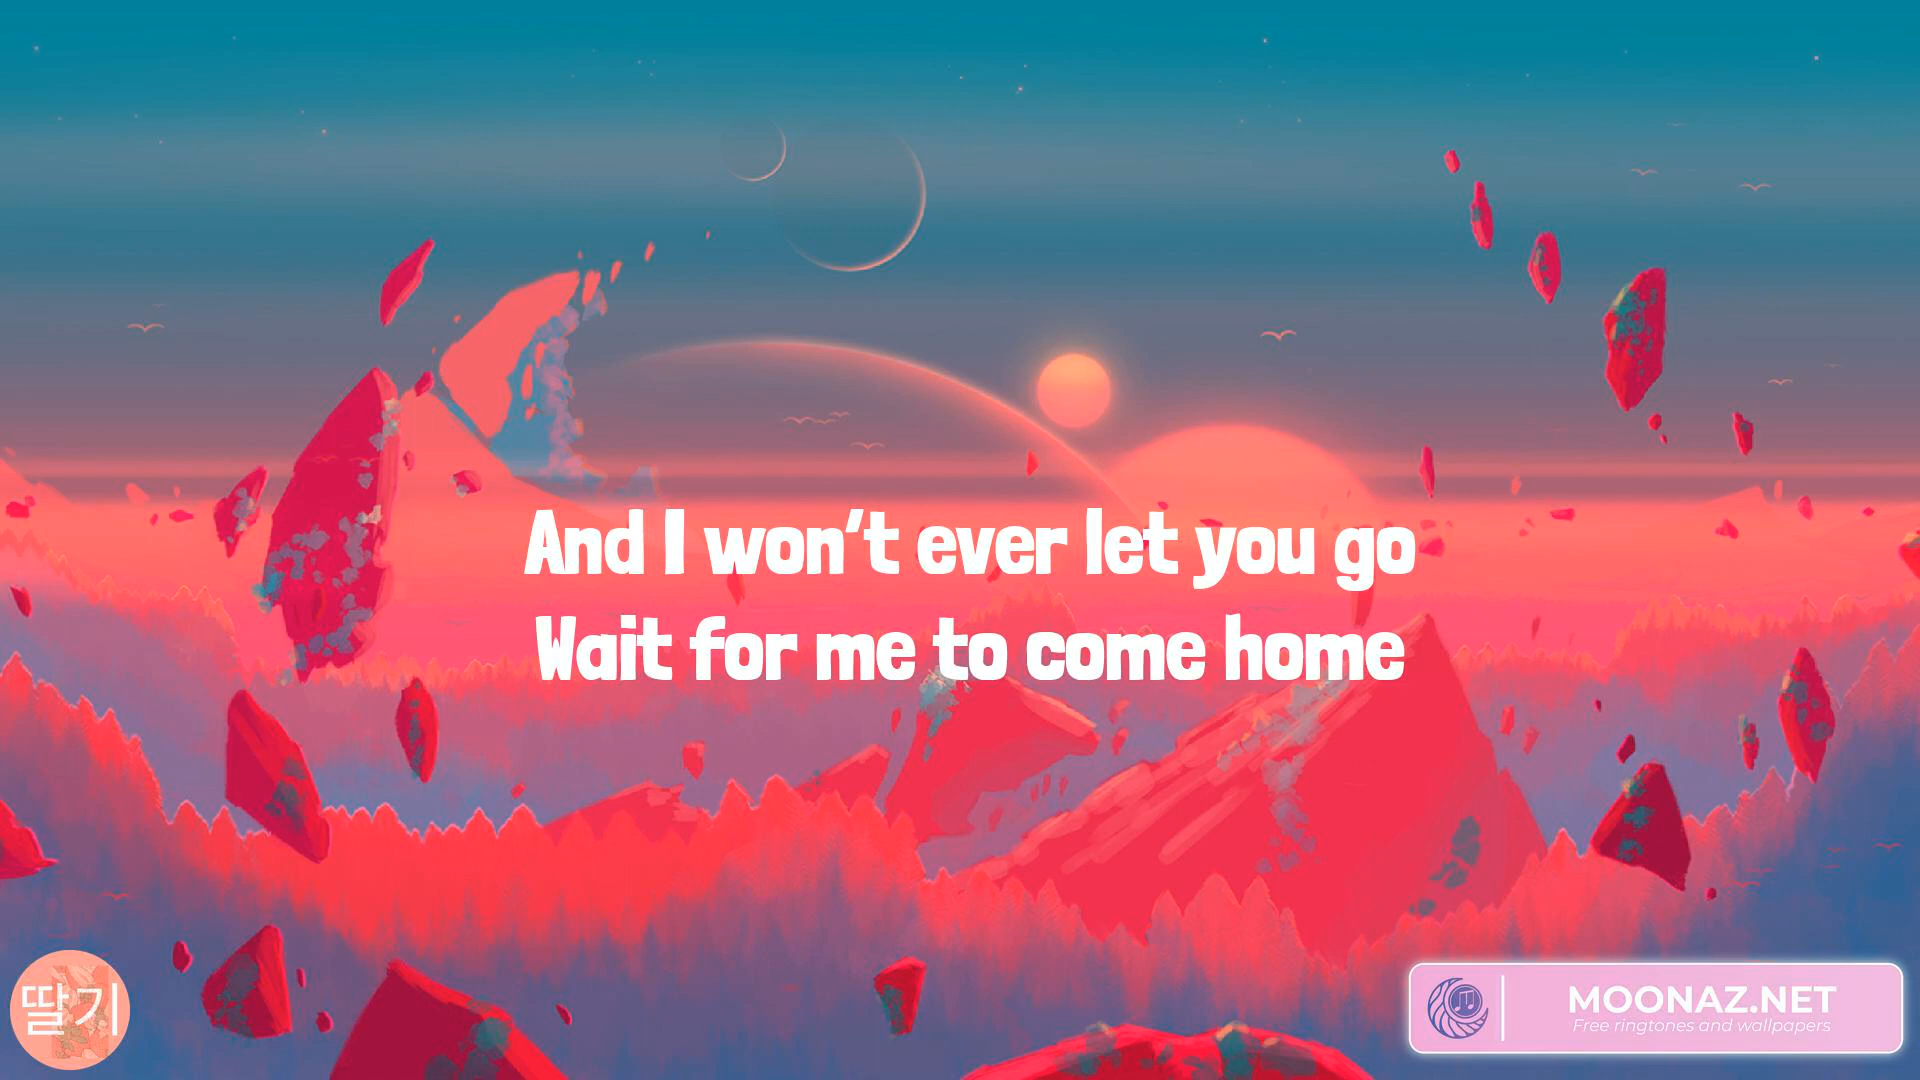 And I won't ever let you go
Wait for me to come home
딸기
MOONAZ.NET
Free ringtones and wallpapers